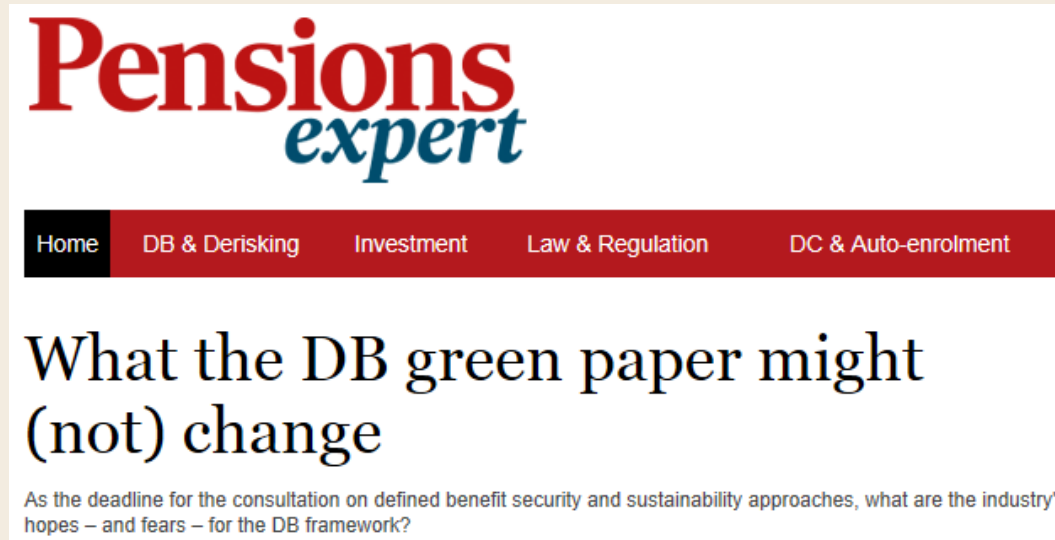 Pensions
expert
Home DB & Derisking Investment Law & Regulation DC & Auto-enrolment
What the DB green paper might
(not) change
As the deadline for the consultation on defined benefit security and sustainability approaches, what are the industry'
hopes – and fears – for the DB framework?